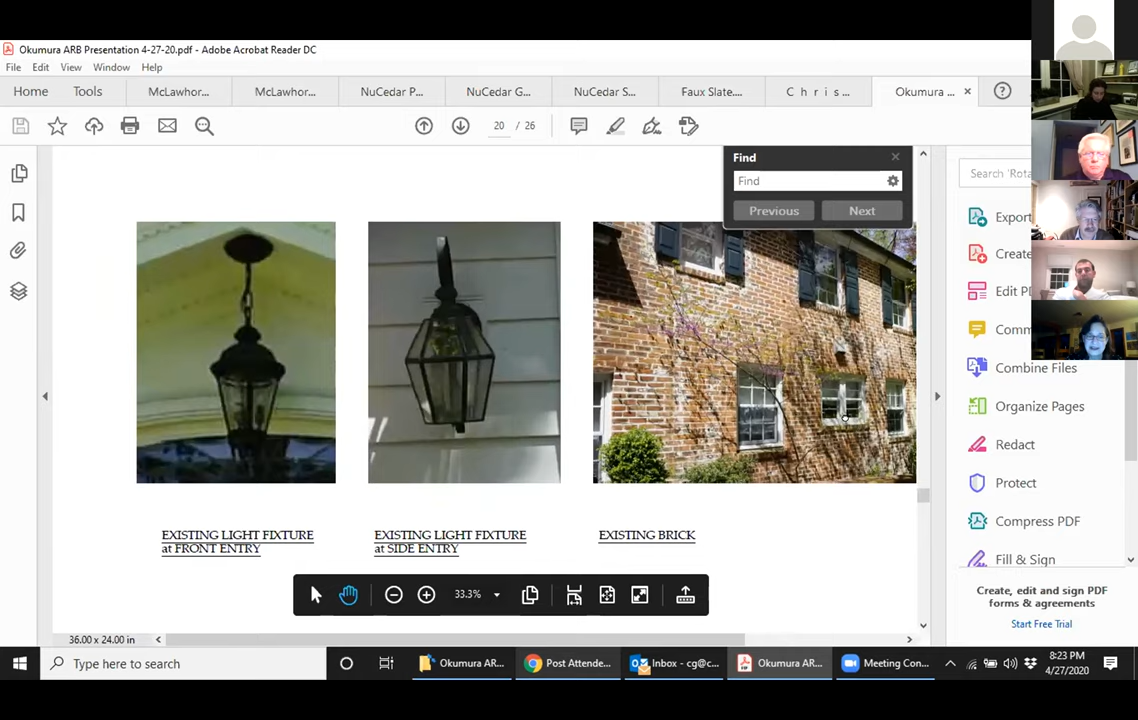 Okumura ARB Presentation 4-27-20.pdf - Adobe Acrobat Reader DC
File Edit View Window Help
Home Tools McLawhor... McLawhor... NuCedar P... NuCedar G... NuCedar S... Faux Slate.... C h r i s ... Okumura ... ×
20 / 26
Find
Search 'Rota
Find
Previous Next
Export
Create
Edit PD
Comm
Combine Files
Organize Pages
Redact
Protect
Compress PDF
Fill & Sign
EXISTING LIGHT FIXTURE
at FRONT ENTRY
EXISTING LIGHT FIXTURE
at SIDE ENTRY
EXISTING BRICK
Create, edit and sign PDF
forms & agreements
Start Free Trial
33.3%
36.00 x 24.00 in
Type here to search
Okumura AR...
Post Attende...
Inbox - cg@c...
Okumura AR...
Meeting Con...
8:23 PM
4/27/2020